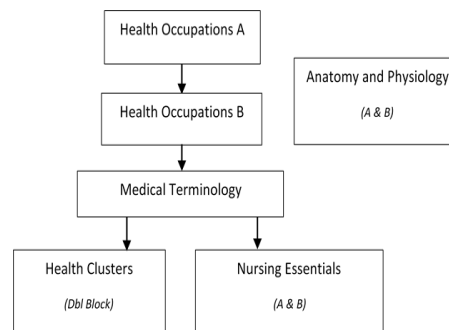 Health Occupations A
Anatomy and Physiology
(A & B)
Health Occupations B
Medical Terminology
Health Clusters
(Dbl Block)
Nursing Essentials
(A & B)